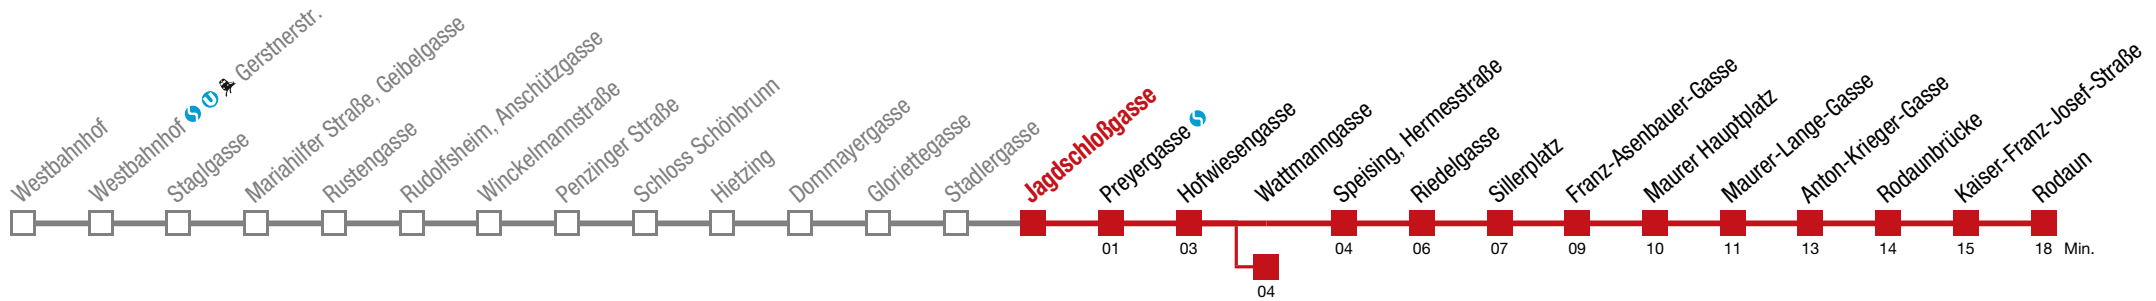 Westbahnhof
Westbahnhof S U Gerstnerstr.
Staglgasse
Mariahilfer Straße, Geibelgasse
Rustengasse
Rudolfsheim, Anschützgasse
Winckelmannstraße
Penzinger Straße
Schloss Schönbrunn
Hietzing
Dommayergasse
Gloriettegasse
Stadlergasse
Jagdschloßgasse
Preyergasse S
Hofwiesengasse
Wattmanngasse
Speising, Hermesstraße
Riedelgasse
Sillerplatz
Franz-Asenbauer-Gasse
Maurer Hauptplatz
Maurer-Lange-Gasse
Anton-Krieger-Gasse
Rodaunbrücke
Kaiser-Franz-Josef-Straße
Rodaun
01 03 04 06 07 09 10 11 13 14 15 18 Min.
04